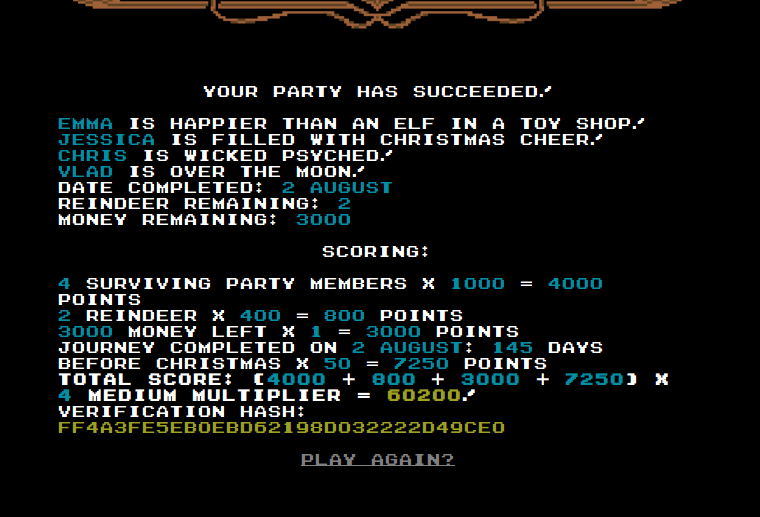 YOUR PARTY HAS SUCCEEDED!
EMMA IS HAPPIER THAN AN ELF IN A TOY SHOP!
JESSICA IS FILLED WITH CHRISTMAS CHEER!
CHRIS IS WICKED PSYCHED!
VLAD IS OVER THE MOON!
DATE COMPLETED: 2 AUGUST
REINDEER REMAINING: 2
MONEY REMAINING: 3000
SCORING:
4 SURVIVING PARTY MEMBERS X 1000 = 4000
POINTS
2 REINDEER X 400 = 800 POINTS
3000 MONEY LEFT X 1 = 3000 POINTS
JOURNEY COMPLETED ON 2 AUGUST: 145 DAYS
BEFORE CHRISTMAS X 50 = 7250 POINTS
TOTAL SCORE: (4000 + 800 + 3000 + 7250) X
4 MEDIUM MULTIPLIER = 60200!
VERIFICATION HASH:
FF4A3FE5EB0EBD62198D032222D49CE0
PLAY AGAIN?